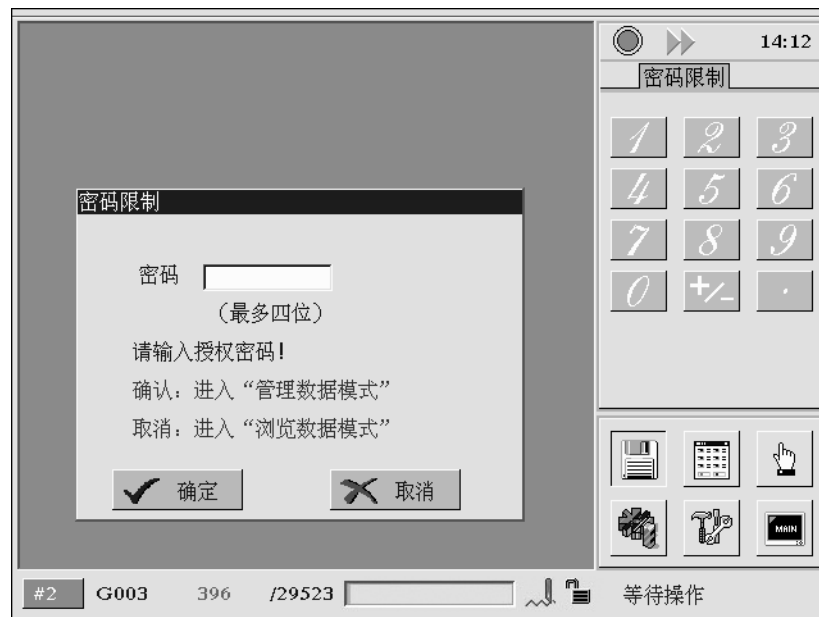 14:12
密码限制
1 2 3
4 5 6
7 8 9
0 +/- ·
密码限制
密码
（最多四位）
请输入授权密码!
确认：进入“管理数据模式”
取消：进入“浏览数据模式”
确定 取消
MAIN
#2 G003 396 /29523 等待操作